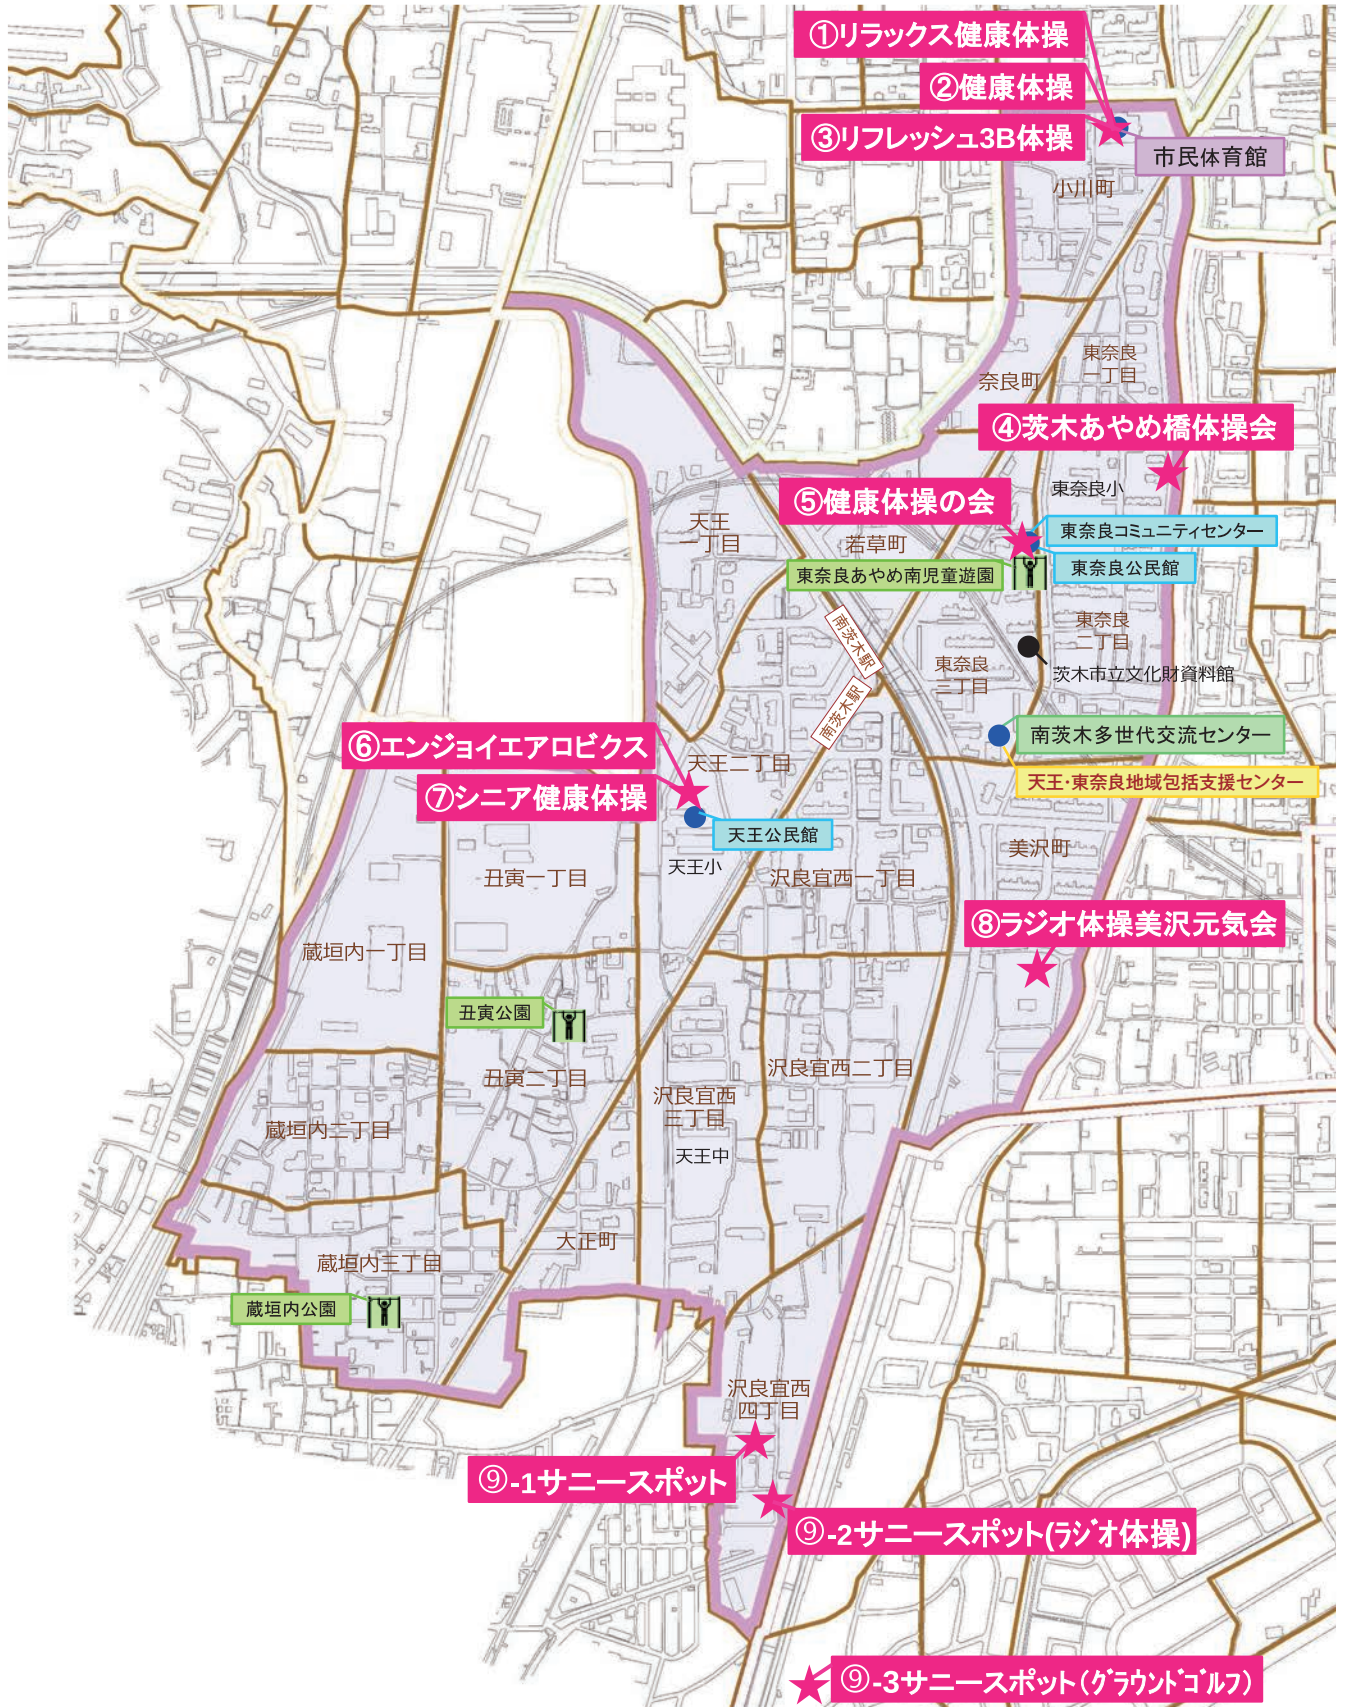 ①リラックス健康体操
②健康体操
③リフレッシュ3B体操
市民体育館
小川町
東奈良
一丁目
奈良町
④茨木あやめ橋体操会
東奈良小
⑤健康体操の会
天王
一丁目
若草町
東奈良コミュニティセンター
東奈良公民館
東奈良あやめ南児童遊園
南茨木駅
東奈良
二丁目
東奈良
三丁目
茨木市立文化財資料館
南茨木駅
南茨木多世代交流センター
⑥エンジョイエアロビクス
天王二丁目
天王・東奈良地域包括支援センター
⑦シニア健康体操
天王公民館
美沢町
天王小
丑寅一丁目
沢良宜西一丁目
⑧ラジオ体操美沢元気会
蔵垣内一丁目
丑寅公園
丑寅二丁目
沢良宜西二丁目
沢良宜西
三丁目
蔵垣内二丁目
天王中
大正町
蔵垣内三丁目
蔵垣内公園
沢良宜西
四丁目
⑨-1サニースポット
⑨-2サニースポット(ラジオ体操)
⑨-3サニースポット(グラウンドゴルフ)